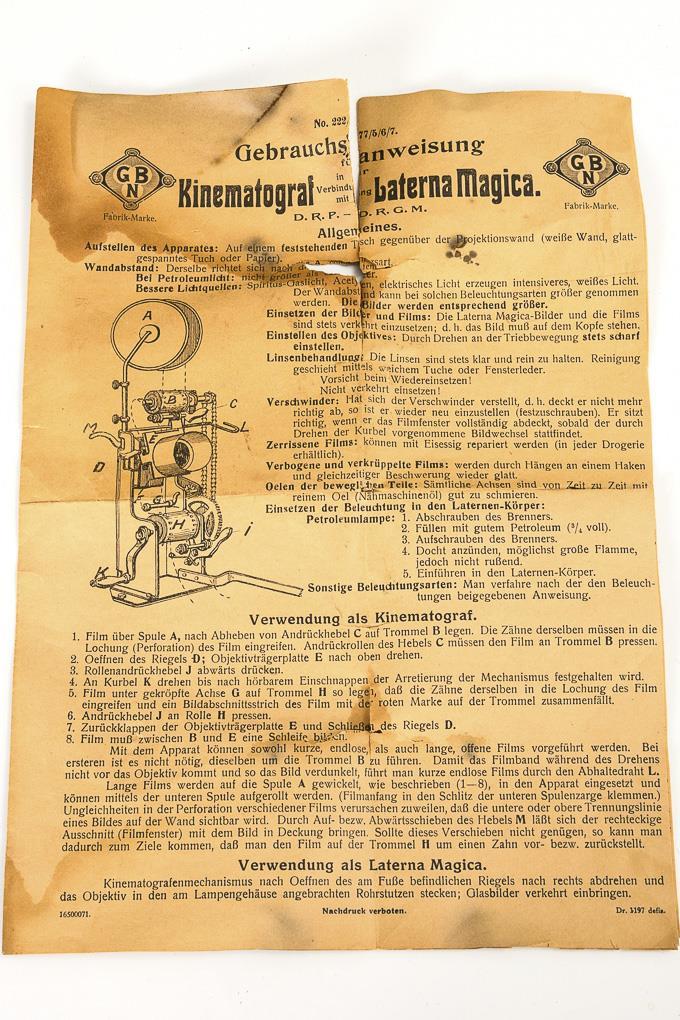 No. 222 77/5/6/7.
Gebrauchsanweisung
G B N
G B N
in
Verbindung
mit
Kinematograf Laterna Magica.
Fabrik-Marke.
D. R. P. – D. R. G. M.
Fabrik-Marke.
Allgemeines.
Aufstellen des Apparates: Auf einem feststehenden Tisch gegenüber der Projektionswand (weiße Wand, glatt-
gespanntes Tuch oder Papier).
Wandabstand: Derselbe richtet sich nach der
Bei Petroleumlicht: nicht größer als
Bessere Lichtquellen: Spiritus-Gaslicht, Acetylen, elektrisches Licht erzeugen intensiveres, weißes Licht.
Der Wandabstand kann bei solchen Beleuchtungsarten größer genommen
werden. Die Bilder werden entsprechend größer.
Einsetzen der Bilder und Films: Die Laterna Magica-Bilder und die Films
sind stets verkehrt einzusetzen; d. h. das Bild muß auf dem Kopfe stehen.
Einstellen des Objektives: Durch Drehen an der Triebbewegung stets scharf
einstellen.
Linsenbehandlung: Die Linsen sind stets klar und rein zu halten. Reinigung
geschieht mittels weichem Tuche oder Fensterleder.
Vorsicht beim Wiedereinsetzen!
Nicht verkehrt einsetzen!
Verschwinder: Hat sich der Verschwinder verstellt, d. h. deckt er nicht mehr
richtig ab, so ist er wieder neu einzustellen (festzuschrauben). Er sitzt
richtig, wenn er das Filmfenster vollständig abdeckt, sobald der durch
Drehen der Kurbel vorgenommene Bildwechsel stattfindet.
Zerrissene Films: können mit Eisessig repariert werden (in jeder Drogerie
erhältlich).
Verbogene und verkrüppelte Films: werden durch Hängen an einem Haken
und gleichzeitiger Beschwerung wieder glatt.
Oelen der beweglichen Teile: Sämtliche Achsen sind von Zeit zu Zeit mit
reinem Oel (Nähmaschinenöl) gut zu schmieren.
Einsetzen der Beleuchtung in den Laternen-Körper:
Petroleumlampe: 1. Abschrauben des Brenners.
2. Füllen mit gutem Petroleum (³/₄ voll).
3. Aufschrauben des Brenners.
4. Docht anzünden, möglichst große Flamme,
jedoch nicht rußend.
5. Einführen in den Laternen-Körper.
Sonstige Beleuchtungsarten: Man verfahre nach der den Beleuch-
tungen beigegebenen Anweisung.
A
B
C
L
M
E
D
F
H
i
K
Verwendung als Kinematograf.
1. Film über Spule A, nach Abheben von Andrückhebel C auf Trommel B legen. Die Zähne derselben müssen in die
Lochung (Perforation) des Film eingreifen. Andrückrollen des Hebels C müssen den Film an Trommel B pressen.
2. Oeffnen des Riegels D; Objektivträgerplatte E nach oben drehen.
3. Rollenandrückhebel J abwärts drücken.
4. An Kurbel K drehen bis nach hörbarem Einschnappen der Arretierung der Mechanismus festgehalten wird.
5. Film unter gekröpfte Achse G auf Trommel H so legen, daß die Zähne derselben in die Lochung des Film
eingreifen und ein Bildabschnittsstrich des Film mit der roten Marke auf der Trommel zusammenfällt.
6. Andrückhebel J an Rolle H pressen.
7. Zurückklappen der Objektivträgerplatte E und Schließen des Riegels D.
8. Film muß zwischen B und E eine Schleife bilden.
Mit dem Apparat können sowohl kurze, endlose, als auch lange, offene Films vorgeführt werden. Bei
ersteren ist es nicht nötig, dieselben um die Trommel B zu führen. Damit das Filmband während des Drehens
nicht vor das Objektiv kommt und so das Bild verdunkelt, führt man kurze endlose Films durch den Abhaltedraht L.
Lange Films werden auf die Spule A gewickelt, wie beschrieben (1—8), in den Apparat eingesetzt und
können mittels der unteren Spule aufgerollt werden. (Filmanfang in den Schlitz der unteren Spulenzarge klemmen.)
Ungleichheiten in der Perforation verschiedener Films verursachen zuweilen, daß die untere oder obere Trennungslinie
eines Bildes auf der Wand sichtbar wird. Durch Auf- bezw. Abwärtsschieben des Hebels M läßt sich der rechteckige
Ausschnitt (Filmfenster) mit dem Bild in Deckung bringen. Sollte dieses Verschieben nicht genügen, so kann man
dadurch zum Ziele kommen, daß man den Film auf der Trommel H um einen Zahn vor- bezw. zurückstellt.
Verwendung als Laterna Magica.
Kinematografenmechanismus nach Oeffnen des am Fuße befindlichen Riegels nach rechts abdrehen und
das Objektiv in den am Lampengehäuse angebrachten Rohrstutzen stecken; Glasbilder verkehrt einbringen.
16500071. Nachdruck verboten. Dr. 3197 defia.